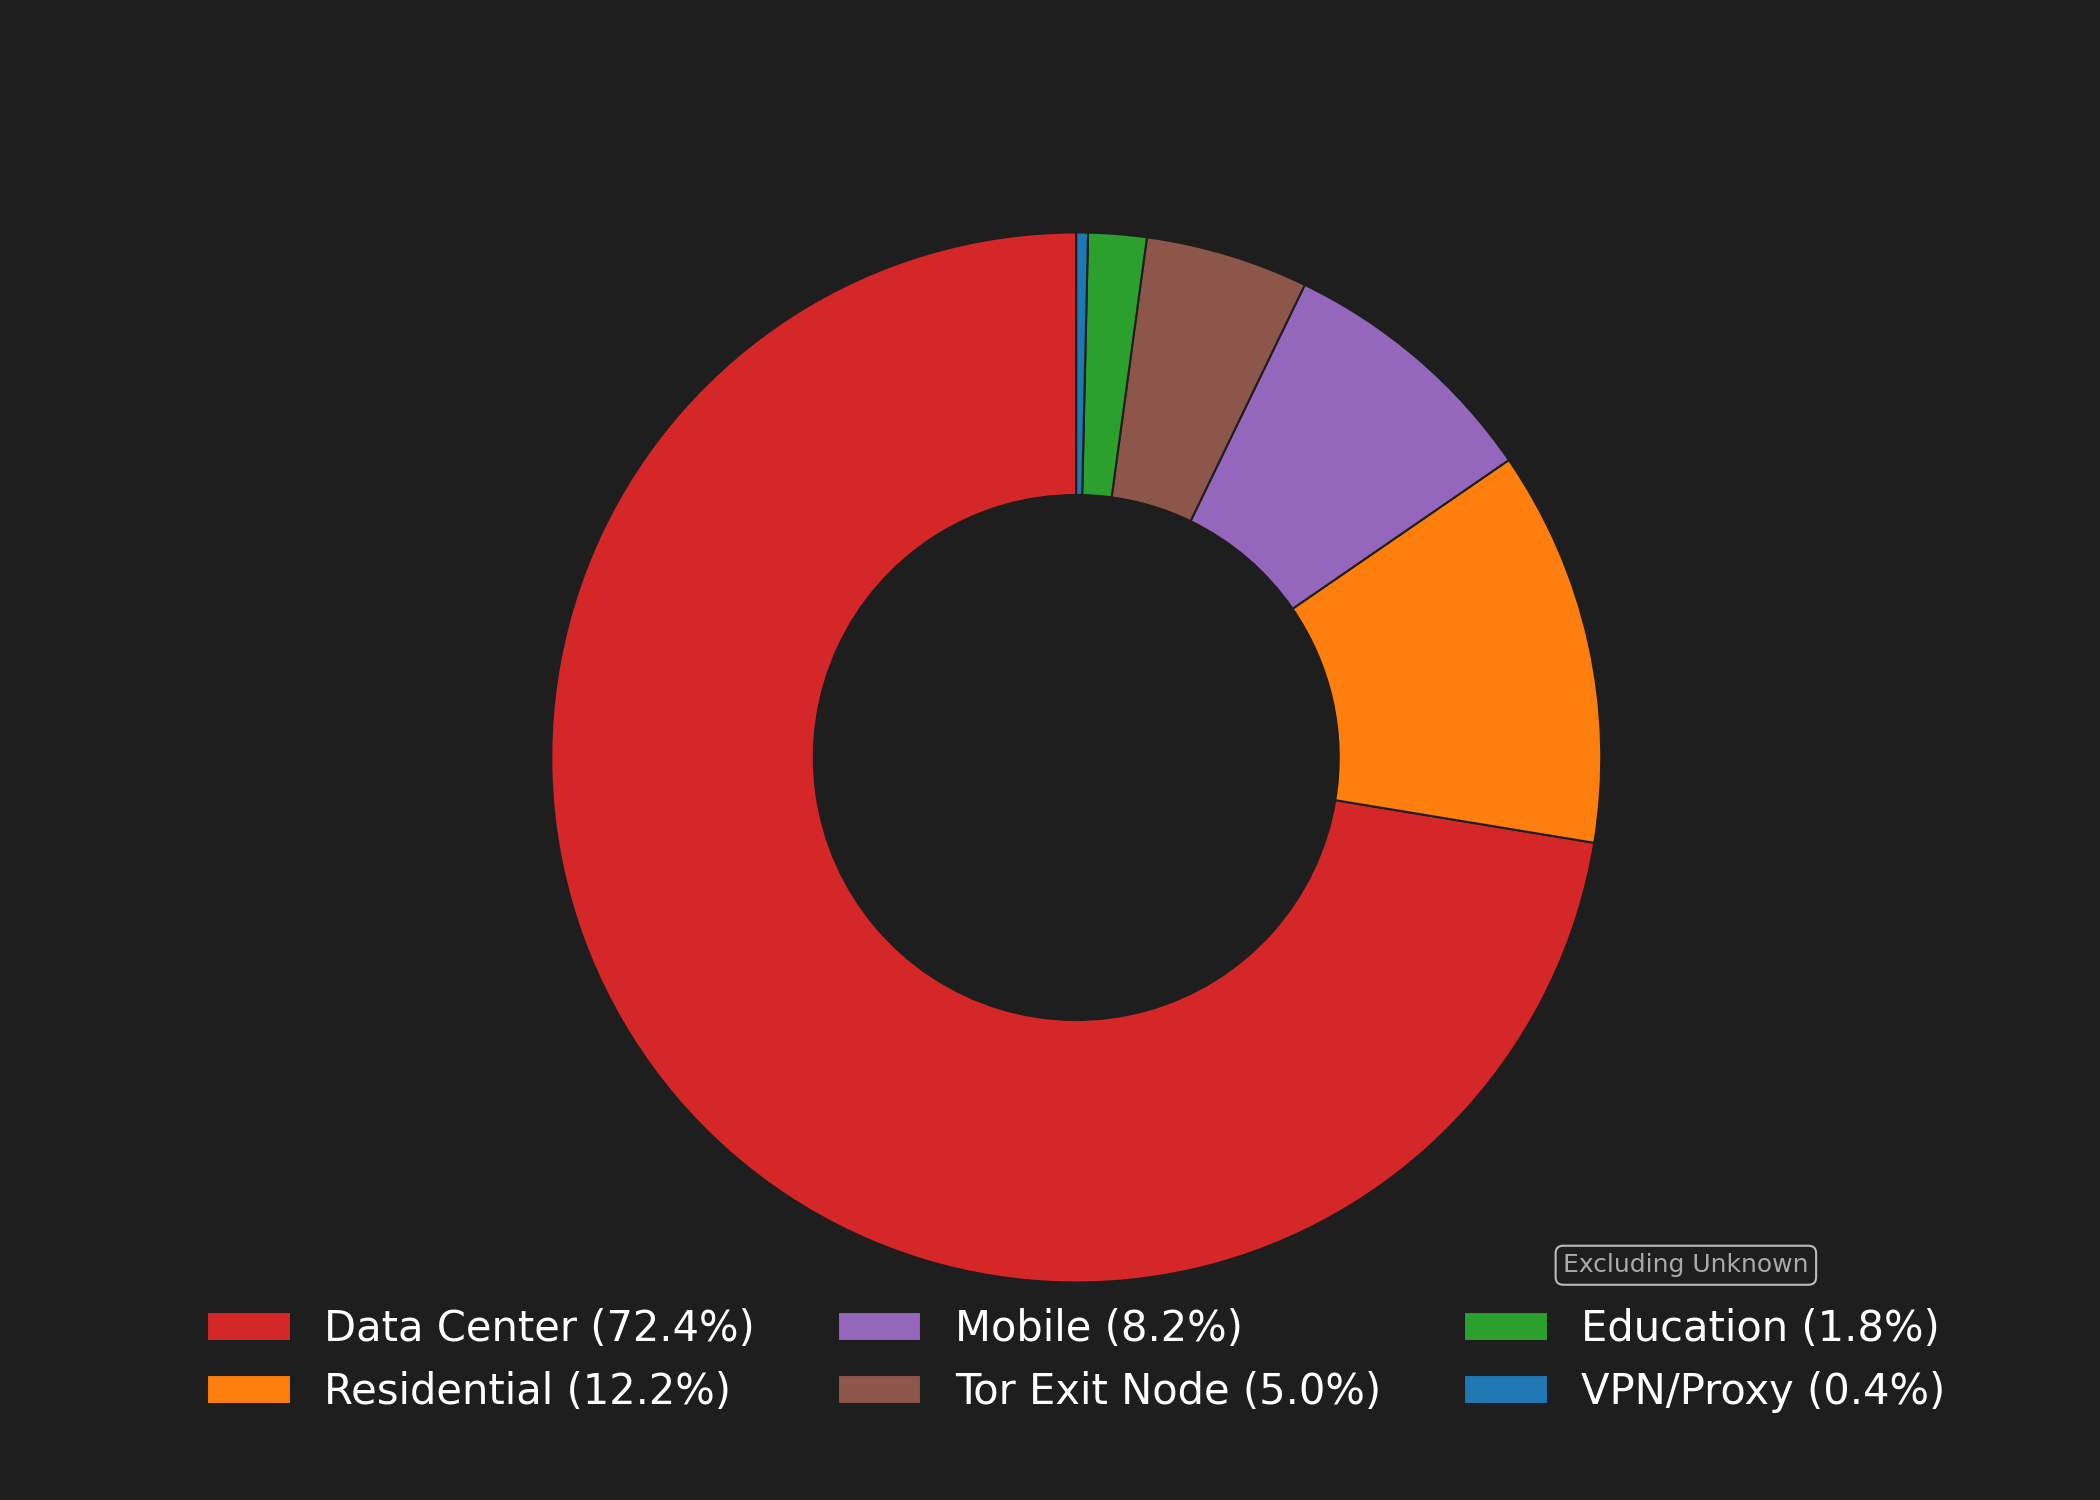 Excluding Unknown
Data Center (72.4%)
Residential (12.2%)
Mobile (8.2%)
Tor Exit Node (5.0%)
Education (1.8%)
VPN/Proxy (0.4%)